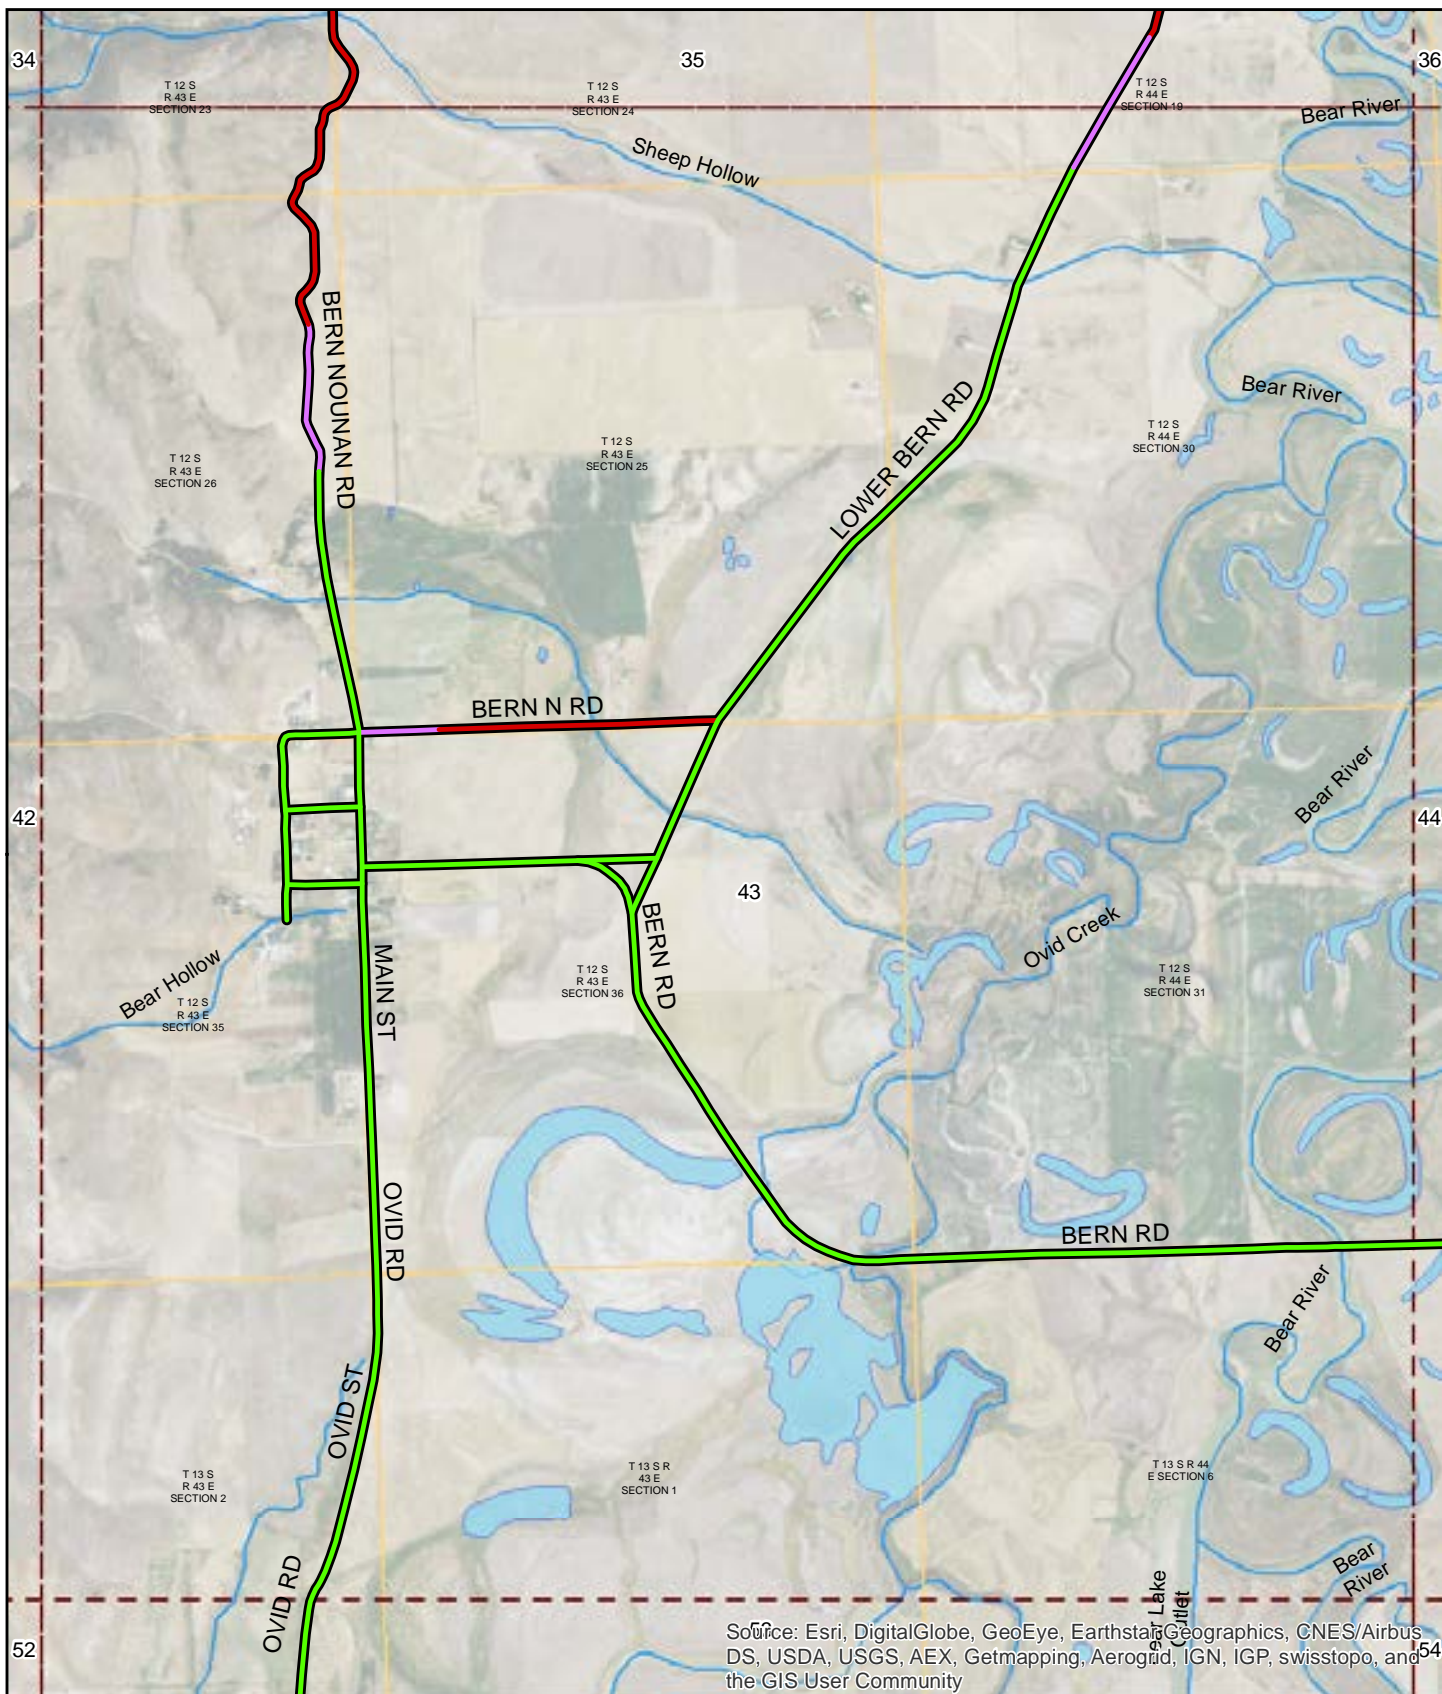 34
35
36
T 12 S
R 43 E
SECTION 23
T 12 S
R 43 E
SECTION 24
T 12 S
R 44 E
SECTION 19
Bear River
Sheep Hollow
BERN NOUNAN RD
Bear River
LOWER BERN RD
T 12 S
R 43 E
SECTION 26
T 12 S
R 43 E
SECTION 25
T 12 S
R 44 E
SECTION 30
BERN N RD
Bear River
42
44
43
BERN RD
Ovid Creek
Bear Hollow
MAIN ST
T 12 S
R 43 E
SECTION 35
T 12 S
R 43 E
SECTION 36
T 12 S
R 44 E
SECTION 31
OVID RD
BERN RD
Bear River
OVID ST
T 13 S
R 43 E
SECTION 2
T 13 S R
43 E
SECTION 1
T 13 S R 44
E SECTION 6
OVID RD
Bear
River
Lake
Outlet
52
54
Source: Esri, DigitalGlobe, GeoEye, Earthstar Geographics, CNES/Airbus
DS, USDA, USGS, AEX, Getmapping, Aerogrid, IGN, IGP, swisstopo, and
the GIS User Community